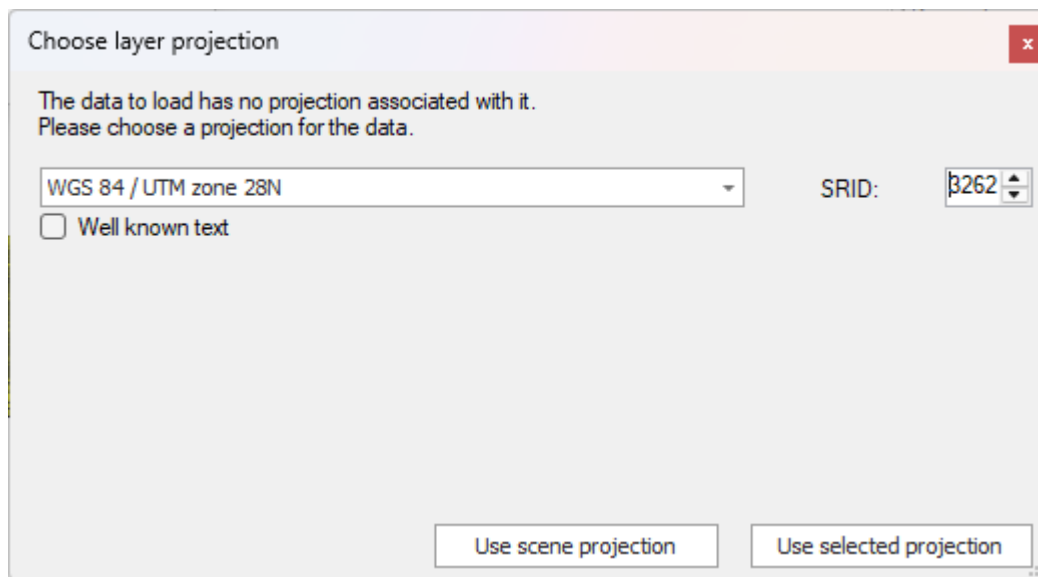 Choose layer projection
x
The data to load has no projection associated with it.
Please choose a projection for the data.
WGS 84 / UTM zone 28N
SRID:
3262
Well known text
Use scene projection
Use selected projection